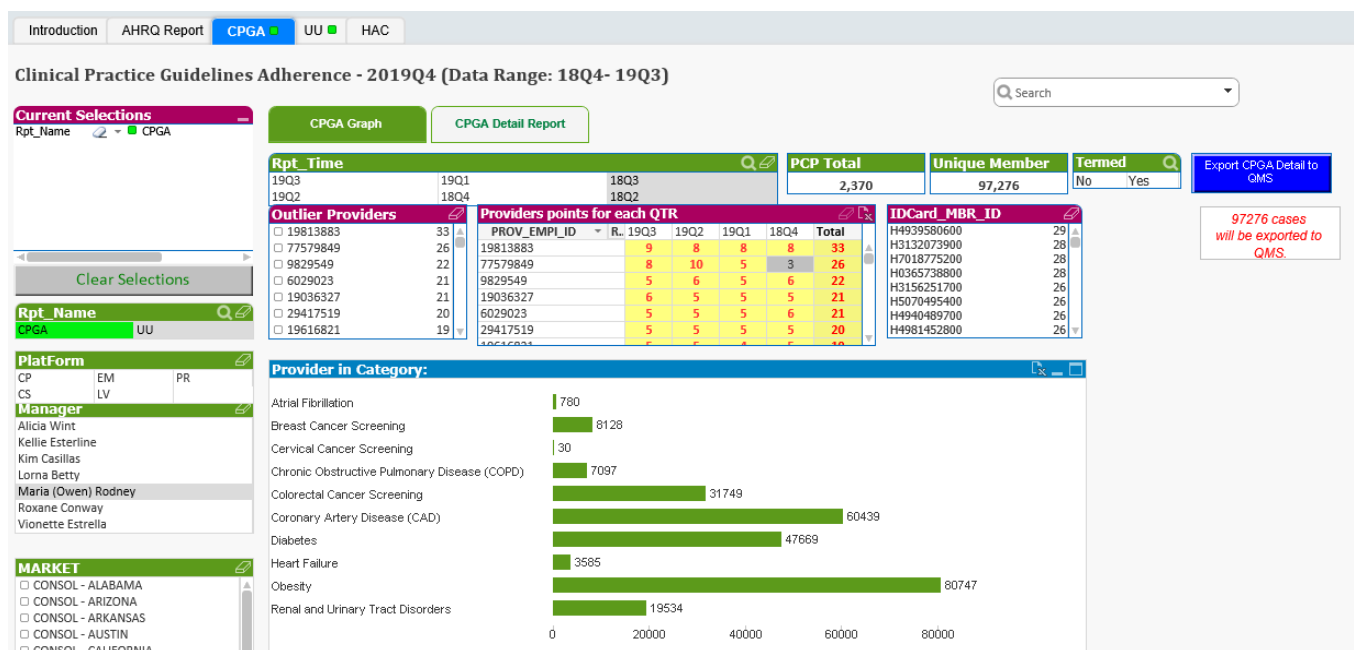 Introduction AHRQ Report CPGA UU HAC
Clinical Practice Guidelines Adherence - 2019Q4 (Data Range: 18Q4- 19Q3)
Search
Current Selections
Rpt_Name CPGA
CPGA Graph CPGA Detail Report
Rpt_Time
19Q3 19Q1 18Q3
19Q2 18Q4 18Q2
PCP Total
2,370
Unique Member
97,276
Termed
No Yes
Export CPGA Detail to
QMS
97276 cases
will be exported to
QMS.
Outlier Providers
19813883 33
77579849 26
9829549 22
6029023 21
19036327 21
29417519 20
19616821 19
Providers points for each QTR
PROV_EMPI_ID R.. 19Q3 19Q2 19Q1 18Q4 Total
19813883 9 8 8 8 33
77579849 8 10 5 3 26
9829549 5 6 5 6 22
19036327 6 5 5 5 21
6029023 5 5 5 6 21
29417519 5 5 5 5 20
19616821 5 5 4 5 19
IDCard_MBR_ID
H4939580600 29
H3132073900 28
H7018775200 28
H0365738800 28
H3156251700 26
H5070495400 26
H4940489700 26
H4981452800 26
Clear Selections
Rpt_Name
CPGA UU
PlatForm
CP EM PR
CS LV
Manager
Alicia Wint
Kellie Esterline
Kim Casillas
Lorna Betty
Maria (Owen) Rodney
Roxane Conway
Vionette Estrella
MARKET
CONSOL - ALABAMA
CONSOL - ARIZONA
CONSOL - ARKANSAS
CONSOL - AUSTIN
CONSOL - CALIFORNIA
Provider in Category:
Atrial Fibrillation 780
Breast Cancer Screening 8128
Cervical Cancer Screening 30
Chronic Obstructive Pulmonary Disease (COPD) 7097
Colorectal Cancer Screening 31749
Coronary Artery Disease (CAD) 60439
Diabetes 47669
Heart Failure 3585
Obesity 80747
Renal and Urinary Tract Disorders 19534
0 20000 40000 60000 80000